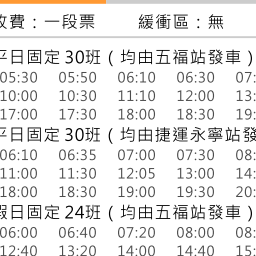 收費：一段票 緩衝區：無
平日固定30班（均由五福站發車）
05:30 05:50 06:10 06:30 07:
10:00 10:30 11:10 12:00 13:
17:00 17:30 18:00 18:30 19:
平日固定30班（均由捷運永寧站發
06:10 06:35 07:00 07:30 08:
11:00 11:30 12:05 13:00 14:
18:00 18:30 19:00 19:30 20:
假日固定24班（均由五福站發車）
06:00 06:40 07:20 08:00 08:
12:40 13:20 14:00 14:40 15: